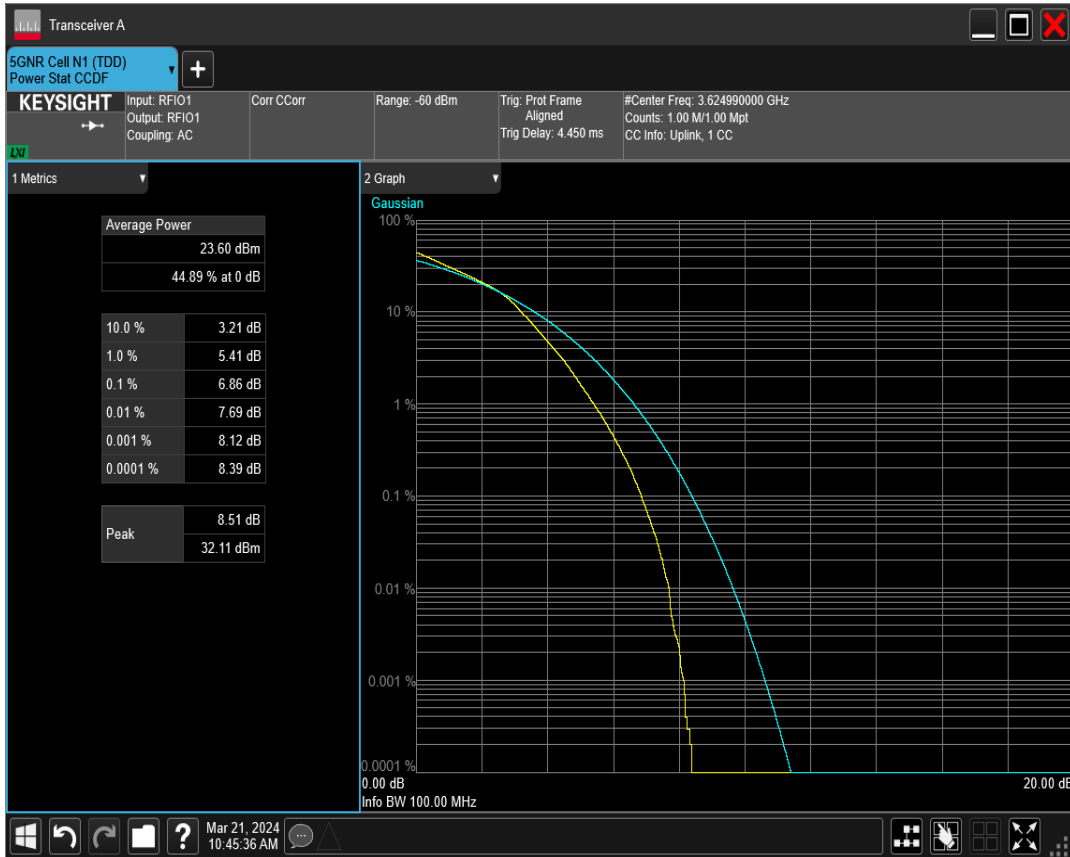 Transceiver A
5GNR Cell N1 (TDD)
Power Stat CCDF
+
KEYSIGHT
LXI
Input: RFIO1
Output: RFIO1
Coupling: AC
Corr CCorr
Range: -60 dBm
Trig: Prot Frame
Aligned
Trig Delay: 4.450 ms
#Center Freq: 3.624990000 GHz
Counts: 1.00 M/1.00 Mpt
CC Info: Uplink, 1 CC
1 Metrics
Average Power
23.60 dBm
44.89 % at 0 dB
10.0 % 3.21 dB
1.0 % 5.41 dB
0.1 % 6.86 dB
0.01 % 7.69 dB
0.001 % 8.12 dB
0.0001 % 8.39 dB
Peak
8.51 dB
32.11 dBm
2 Graph
Gaussian
100 %
10 %
1 %
0.1 %
0.01 %
0.001 %
0.0001 %
0.00 dB 20.00 dB
Info BW 100.00 MHz
?
Mar 21, 2024
10:45:36 AM